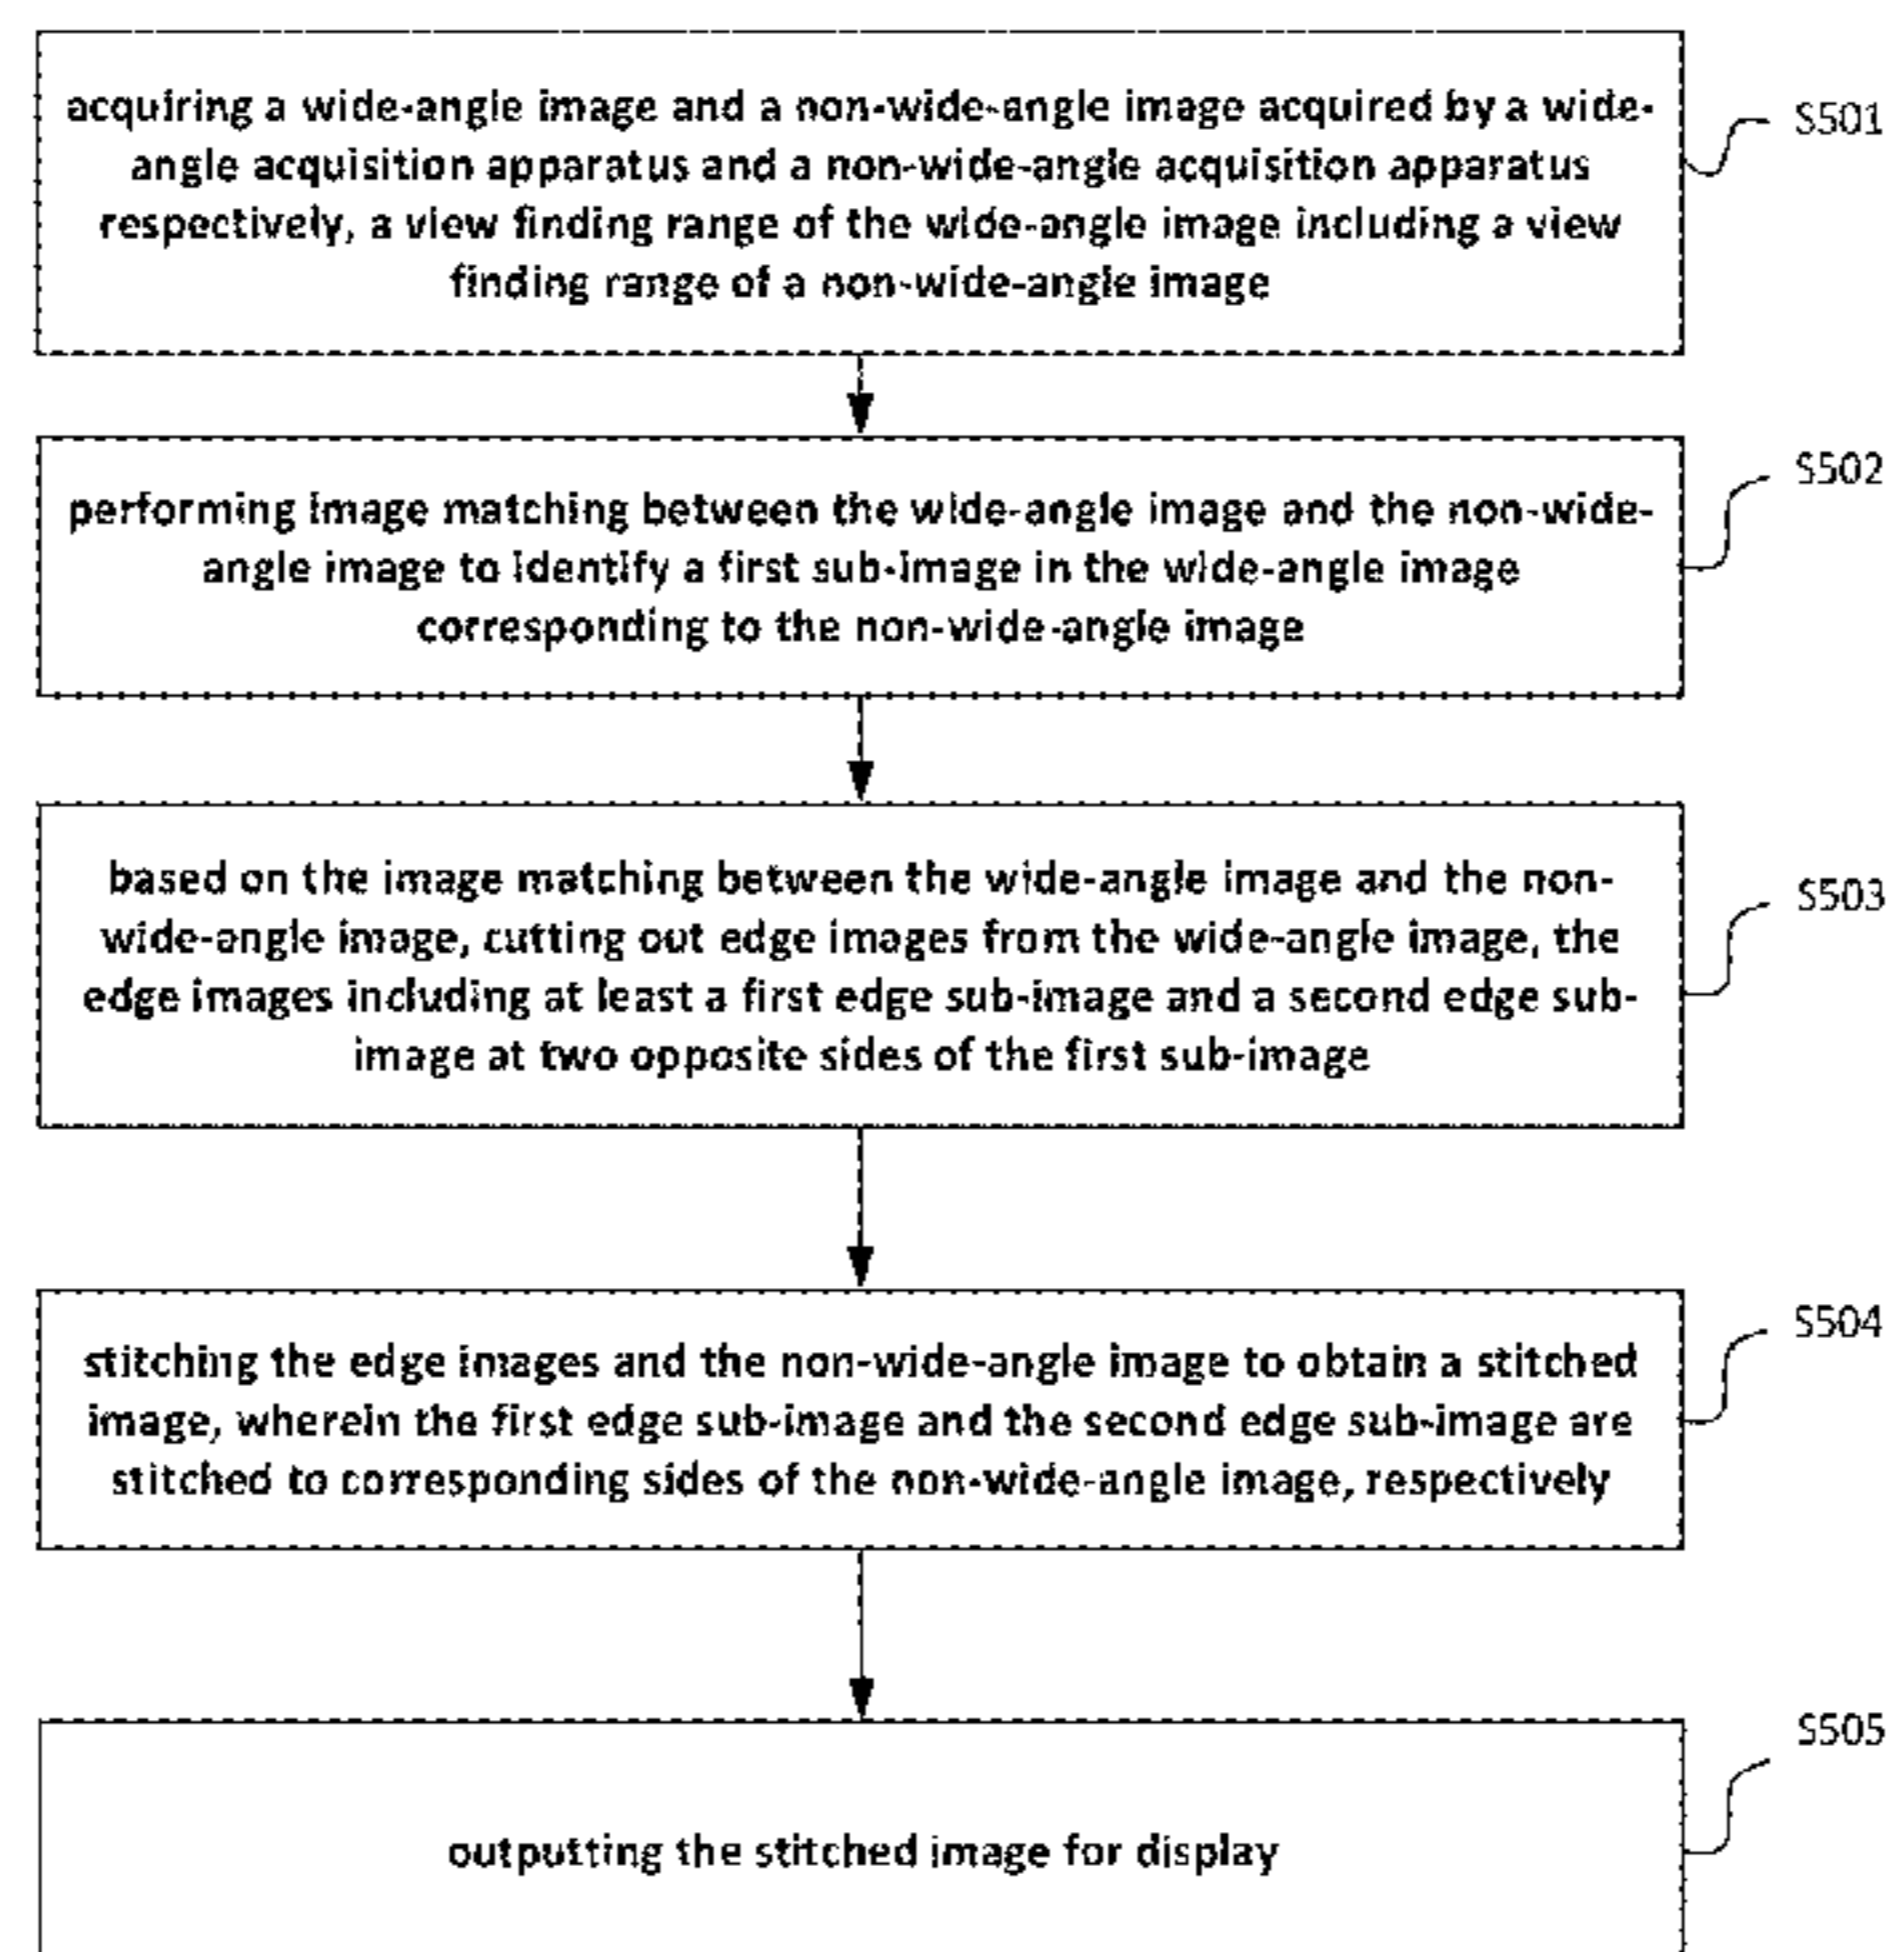 acquiring a wide-angle image and a non-wide-angle image acquired by a wide-
angle acquisition apparatus and a non-wide-angle acquisition apparatus
respectively, a view finding range of the wide-angle image including a view
finding range of a non-wide-angle image
S501
performing image matching between the wide-angle image and the non-wide-
angle image to identify a first sub-image in the wide-angle image
corresponding to the non-wide-angle image
S502
based on the image matching between the wide-angle image and the non-
wide-angle image, cutting out edge images from the wide-angle image, the
edge images including at least a first edge sub-image and a second edge sub-
image at two opposite sides of the first sub-image
S503
stitching the edge images and the non-wide-angle image to obtain a stitched
image, wherein the first edge sub-image and the second edge sub-image are
stitched to corresponding sides of the non-wide-angle image, respectively
S504
outputting the stitched image for display
S505